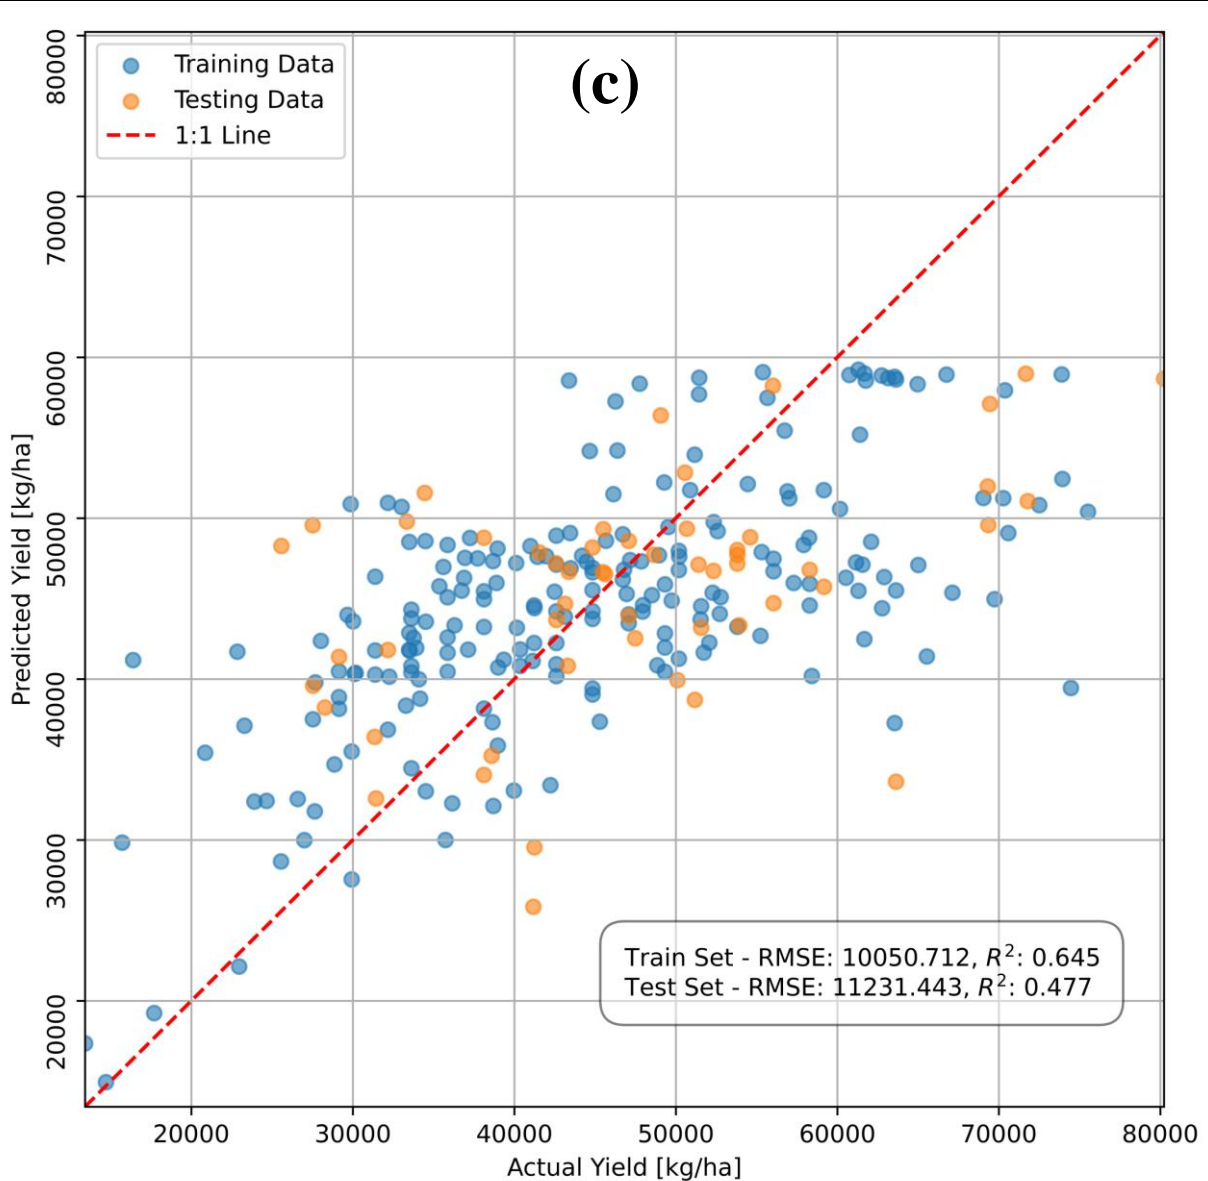 (c)
Training Data
Testing Data
1:1 Line
80000
70000
60000
50000
40000
30000
20000
Predicted Yield [kg/ha]
Train Set - RMSE: 10050.712, R²: 0.645
Test Set - RMSE: 11231.443, R²: 0.477
20000 30000 40000 50000 60000 70000 80000
Actual Yield [kg/ha]